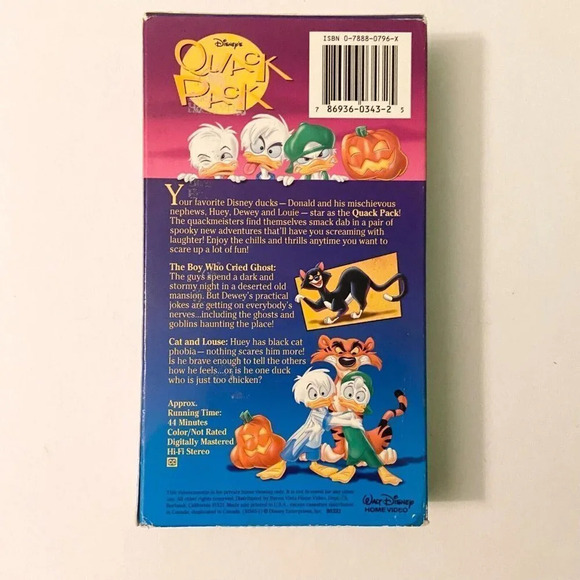 Disney's
QUACK
PACK
ISBN 0-7888-0796-X
7 86936-0343-2 5
Your favorite Disney ducks — Donald and his mischievous
nephews, Huey, Dewey and Louie — star as the Quack Pack!
The quackmeisters find themselves smack dab in a pair of
spooky new adventures that'll have you screaming with
laughter! Enjoy the chills and thrills anytime you want to
scare up a lot of fun!
The Boy Who Cried Ghost:
The guys spend a dark and
stormy night in a deserted old
mansion. But Dewey's practical
jokes are getting on everybody's
nerves...including the ghosts and
goblins haunting the place!
Cat and Louse: Huey has black cat
phobia — nothing scares him more!
Is he brave enough to tell the others
how he feels...or is he one duck
who is just too chicken?
Approx.
Running Time:
44 Minutes
Color/Not Rated
Digitally Mastered
Hi-Fi Stereo
CC
Walt Disney
HOME VIDEO